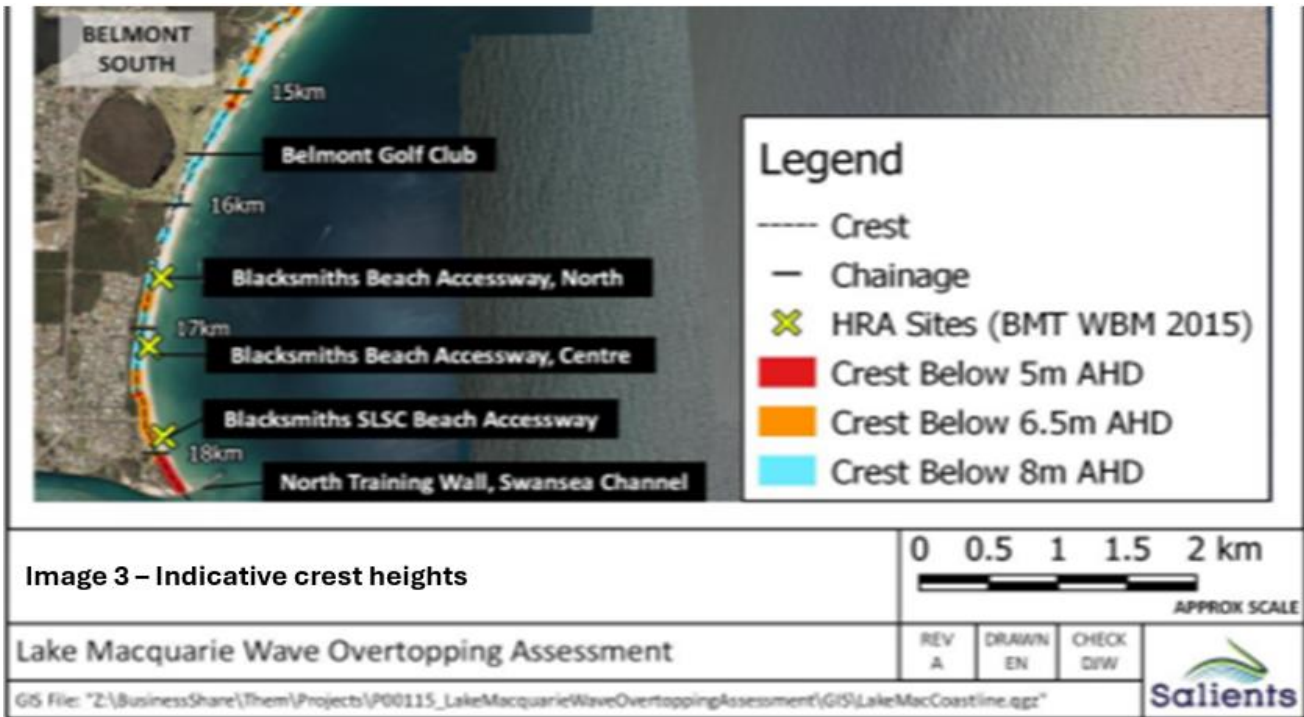 BELMONT
SOUTH
15km
Belmont Golf Club
16km
Blacksmiths Beach Accessway, North
17km
Blacksmiths Beach Accessway, Centre
Blacksmiths SLSC Beach Accessway
18km
North Training Wall, Swansea Channel
Legend
Crest
Chainage
HRA Sites (BMT WBM 2015)
Crest Below 5m AHD
Crest Below 6.5m AHD
Crest Below 8m AHD
Image 3 – Indicative crest heights
0 0.5 1 1.5 2 km
APPROX SCALE
Lake Macquarie Wave Overtopping Assessment
REV
A
DRAWN
EN
CHECK
DJW
Salients
GIS File: "Z:\BusinessShare\Them\Projects\P00115_LakeMacquarieWaveOvertoppingAssessment\GIS\LakeMacCoastline.qgz"